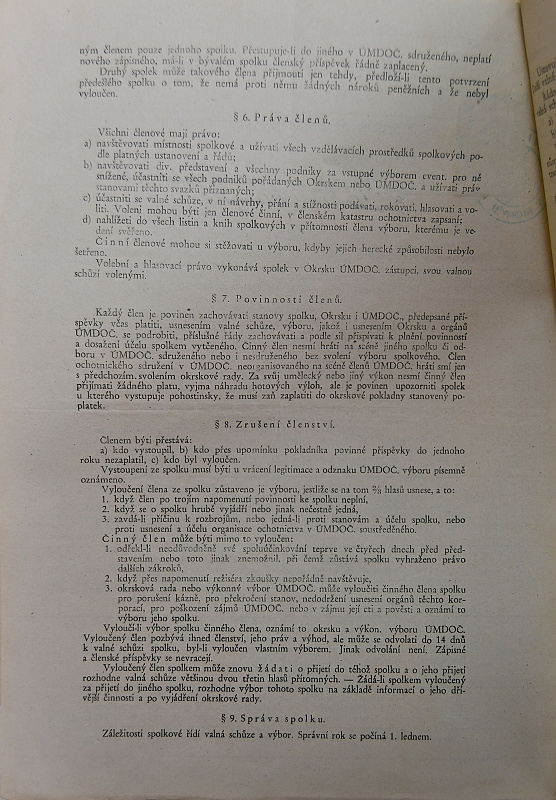 ným členem pouze jednoho spolku. Přestupuje-li do jiného v ÚMDOČ. sdruženého, neplatí
nového zápisného, má-li v bývalém spolku členský příspěvek řádně zaplacený.
Druhý spolek může takového člena přijmouti jen tehdy, předloží-li tento potvrzení
předešlého spolku o tom, že nemá proti němu žádných nároků peněžních a že nebyl
vyloučen.
§ 6. Práva členů.
Všichni členové mají právo:
a) navštěvovati místnosti spolkové a užívati všech vzdělávacích prostředků spolkových po-
dle platných ustanovení a řádů;
b) navštěvovati div. představení a všechny podniky za vstupné výborem event. pro ně
snížené, účastniti se všech podniků pořádaných Okrskem nebo ÚMDOČ. a užívati práv
stanovami těchto svazků přiznaných;
c) účastniti se valné schůze, v ní návrhy, přání a stížnosti podávati, rokovati, hlasovati a vo-
liti. Voleni mohou býti jen členové činní, v členském katastru ochotnictva zapsaní;
d) nahlížeti do všech listin a knih spolkových v přítomnosti člena výboru, kterému je ve-
dení svěřeno.
Činní členové mohou si stěžovati u výboru, kdyby jejich herecké způsobilosti nebylo
šetřeno.
Volební a hlasovací právo vykonává spolek v Okrsku ÚMDOČ. zástupci, svou valnou
schůzí volenými.
§ 7. Povinnosti členů.
Každý člen je povinen zachovávati stanovy spolku, Okrsku i ÚMDOČ., předepsané pří-
spěvky včas platiti, usnesením valné schůze, výboru, jakož i usnesením Okrsku a orgánů
ÚMDOČ. se podrobiti, příslušné řády zachovávati a podle sil přispívati k plnění povinností
a dosažení účelu spolkem vytčeného. Činný člen nesmí hráti na scéně jiného spolku či od-
boru v ÚMDOČ. sdruženého nebo i nesdruženého bez svolení výboru spolkového. Člen
ochotnického sdružení v ÚMDOČ. neorganisovaného na scéně členů ÚMDOČ. hráti smí jen
s předchozím svolením okrskové rady. Za svůj umělecký nebo jiný výkon nesmí činný člen
přijímati žádného platu, vyjma náhradu hotových výloh, ale je povinen upozorniti spolek
u kterého vystupuje pohostinsky, že musí zaň zaplatiti do okrskové pokladny stanovený po-
platek.
§ 8. Zrušení členství.
Členem býti přestává:
a) kdo vystoupil, b) kdo přes upomínku pokladníka povinné příspěvky do jednoho
roku nezaplatil, c) kdo byl vyloučen.
Vystoupení ze spolku musí býti u vrácení legitimace a odznaku ÚMDOČ. výboru písemně
oznámeno.
Vyloučení člena ze spolku zůstaveno je výboru, jestliže se na tom ⅔ hlasů usnese, a to:
1. když člen po trojím napomenutí povinností ke spolku neplní,
2. když se o spolku hrubě vyjádří nebo jinak nečestně jedná,
3. zavdá-li příčinu k rozbrojům, nebo jedná-li proti stanovám a účelu spolku, nebo
proti usnesení a účelu organisace ochotnictva v ÚMDOČ. soustředěného.
Činný člen může býti mimo to vyloučen:
1. odřekl-li neodůvodněně své spoluúčinkování teprve ve čtyřech dnech před před-
stavením nebo toto jinak znemožnil, při čemž zůstává spolku vyhraženo právo
dalších zákroků,
2. když přes napomenutí režiséra zkoušky nepořádně navštěvuje,
3. okrsková rada nebo výkonný výbor ÚMDOČ. může vyloučiti činného člena spolku
pro porušení kázně, pro překročení stanov, nedodržení usnesení orgánů těchto kor-
porací, pro poškození zájmů ÚMDOČ. nebo v zájmu její cti a pověsti a oznámí to
výboru jeho spolku.
Vyloučí-li výbor spolku činného člena, oznámí to okrsku a výkon. výboru ÚMDOČ.
Vyloučený člen pozbývá ihned členství, jeho práv a výhod, ale může se odvolati do 14 dnů
k valné schůzi spolku, byl-li vyloučen vlastním výborem. Jinak odvolání není. Zápisné
a členské příspěvky se nevracejí.
Vyloučený člen spolkem může znovu žádati o přijetí do téhož spolku a o jeho přijetí
rozhodne valná schůze většinou dvou třetin hlasů přítomných. — Žádá-li spolkem vyloučený
za přijetí do jiného spolku, rozhodne výbor tohoto spolku na základě informací o jeho dří-
vější činnosti a po vyjádření okrskové rady.
§ 9. Správa spolku.
Záležitosti spolkové řídí valná schůze a výbor. Správní rok se počíná 1. lednem.